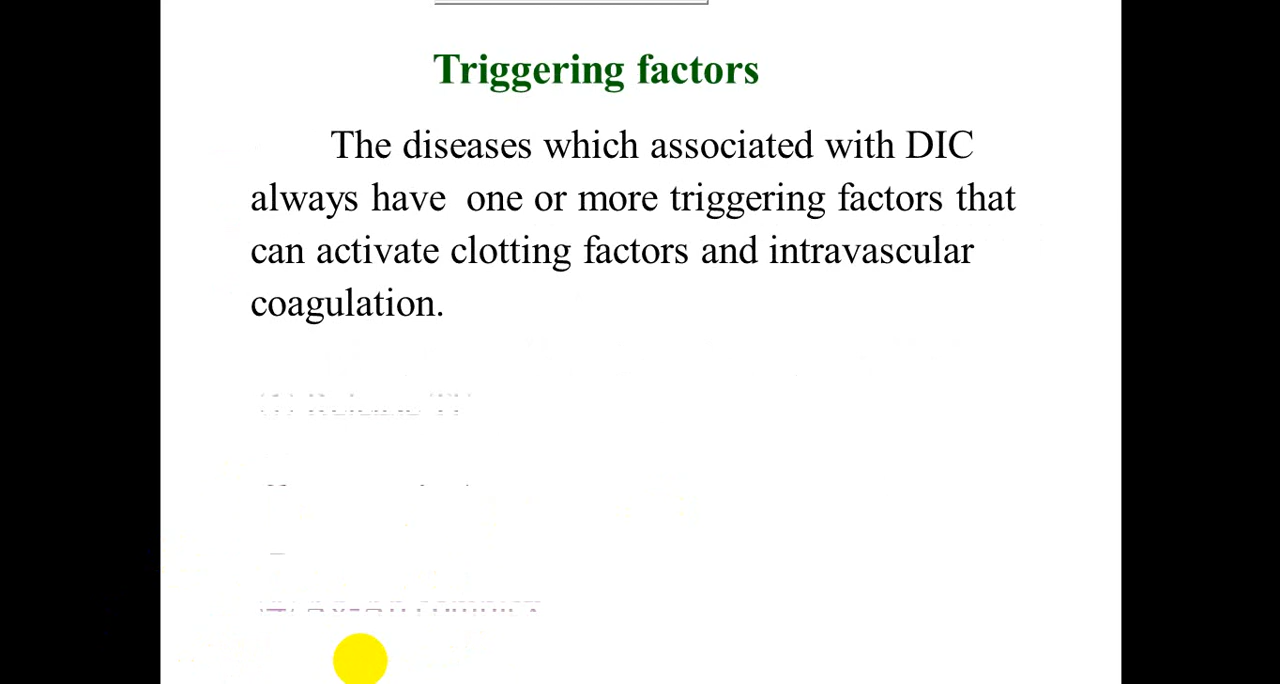 Triggering factors
The diseases which associated with DIC
always have one or more triggering factors that
can activate clotting factors and intravascular
coagulation.